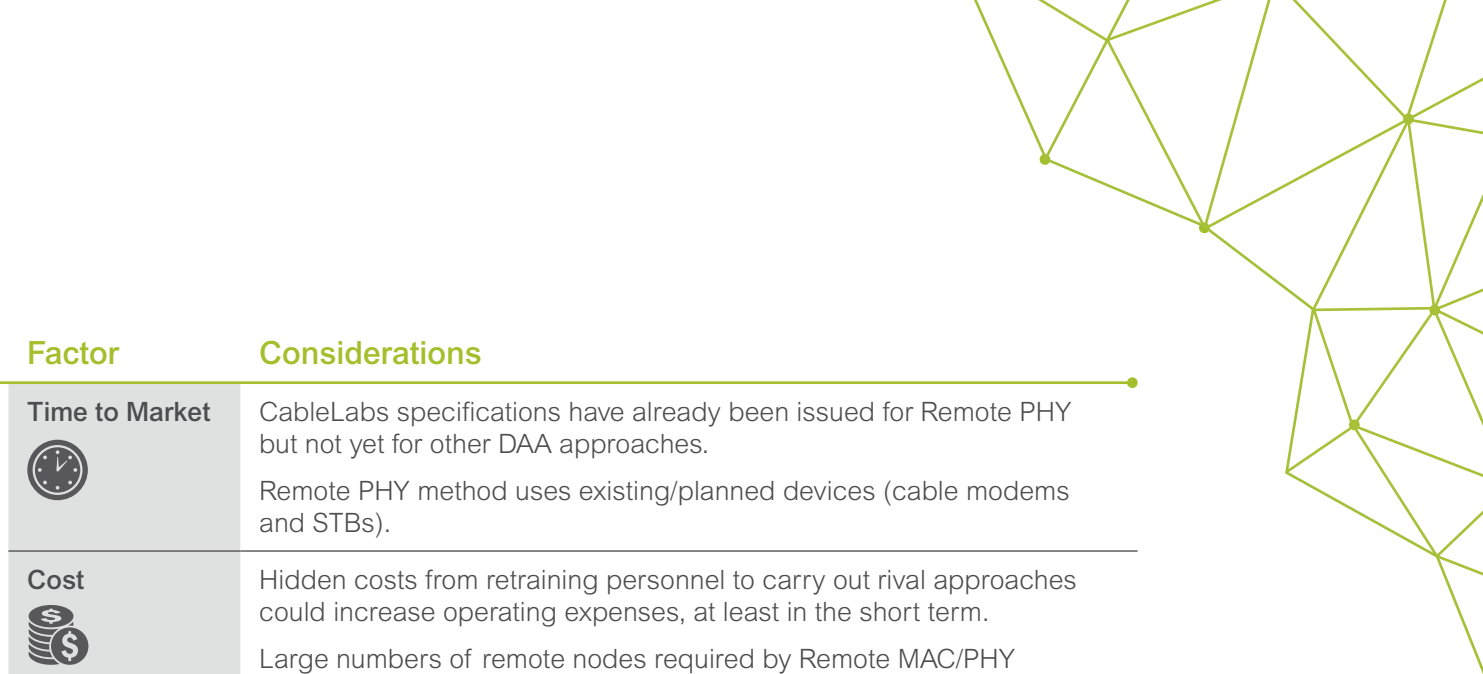 Factor Considerations
Time to Market
CableLabs specifications have already been issued for Remote PHY
but not yet for other DAA approaches.
Remote PHY method uses existing/planned devices (cable modems
and STBs).
Cost
Hidden costs from retraining personnel to carry out rival approaches
could increase operating expenses, at least in the short term.
Large numbers of remote nodes required by Remote MAC/PHY